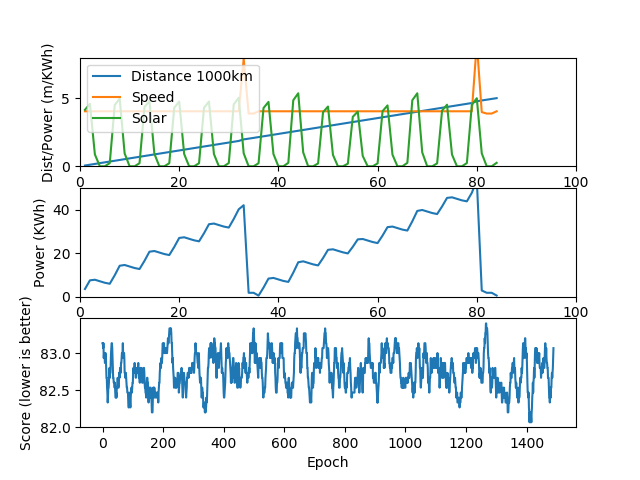 Dist/Power (m/KWh)
5
0
Distance 1000km
Speed
Solar
0 20 40 60 80 100
Power (KWh)
40
20
0
0 20 40 60 80 100
Score (lower is better)
83.0
82.5
82.0
0 200 400 600 800 1000 1200 1400
Epoch